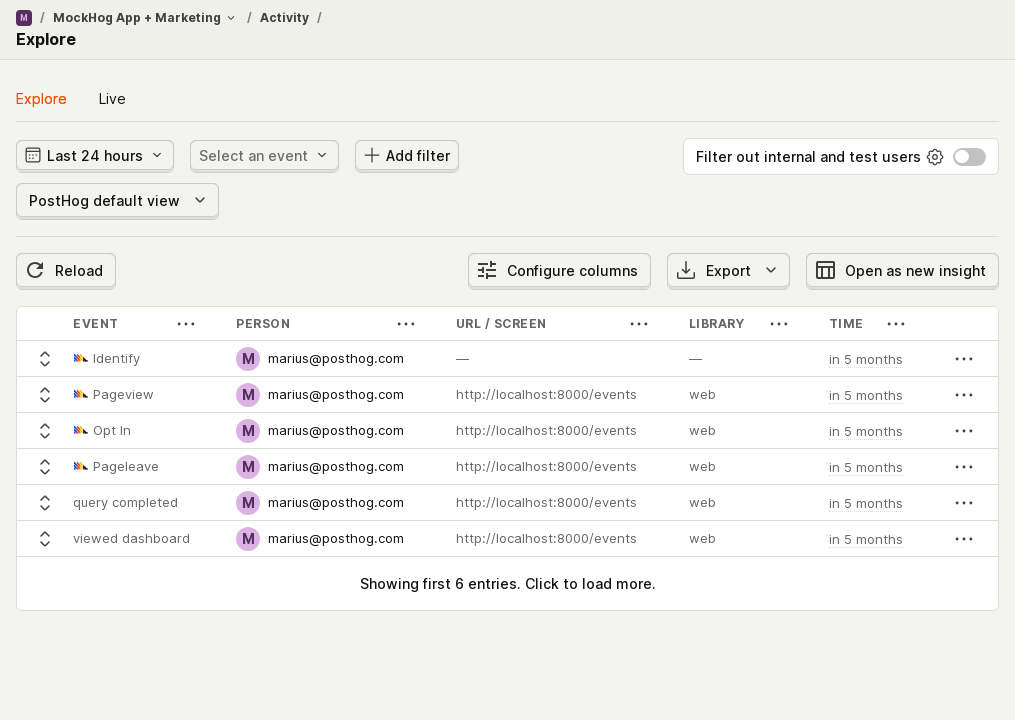 M / MockHog App + Marketing / Activity /
Explore
Explore Live
Last 24 hours Select an event Add filter Filter out internal and test users
PostHog default view
Reload Configure columns Export Open as new insight
EVENT PERSON URL / SCREEN LIBRARY TIME
Identify M marius@posthog.com — — in 5 months
Pageview M marius@posthog.com http://localhost:8000/events web in 5 months
Opt In M marius@posthog.com http://localhost:8000/events web in 5 months
Pageleave M marius@posthog.com http://localhost:8000/events web in 5 months
query completed M marius@posthog.com http://localhost:8000/events web in 5 months
viewed dashboard M marius@posthog.com http://localhost:8000/events web in 5 months
Showing first 6 entries. Click to load more.